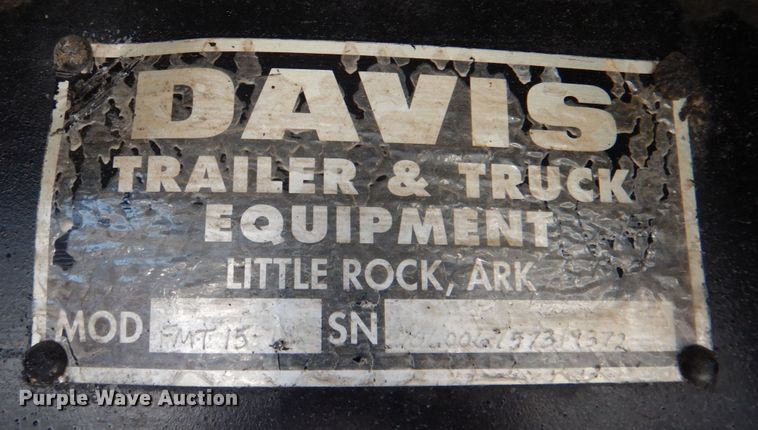 DAVIS
TRAILER & TRUCK
EQUIPMENT
LITTLE ROCK, ARK
MOD FMT 15 SN
Purple Wave Auction®